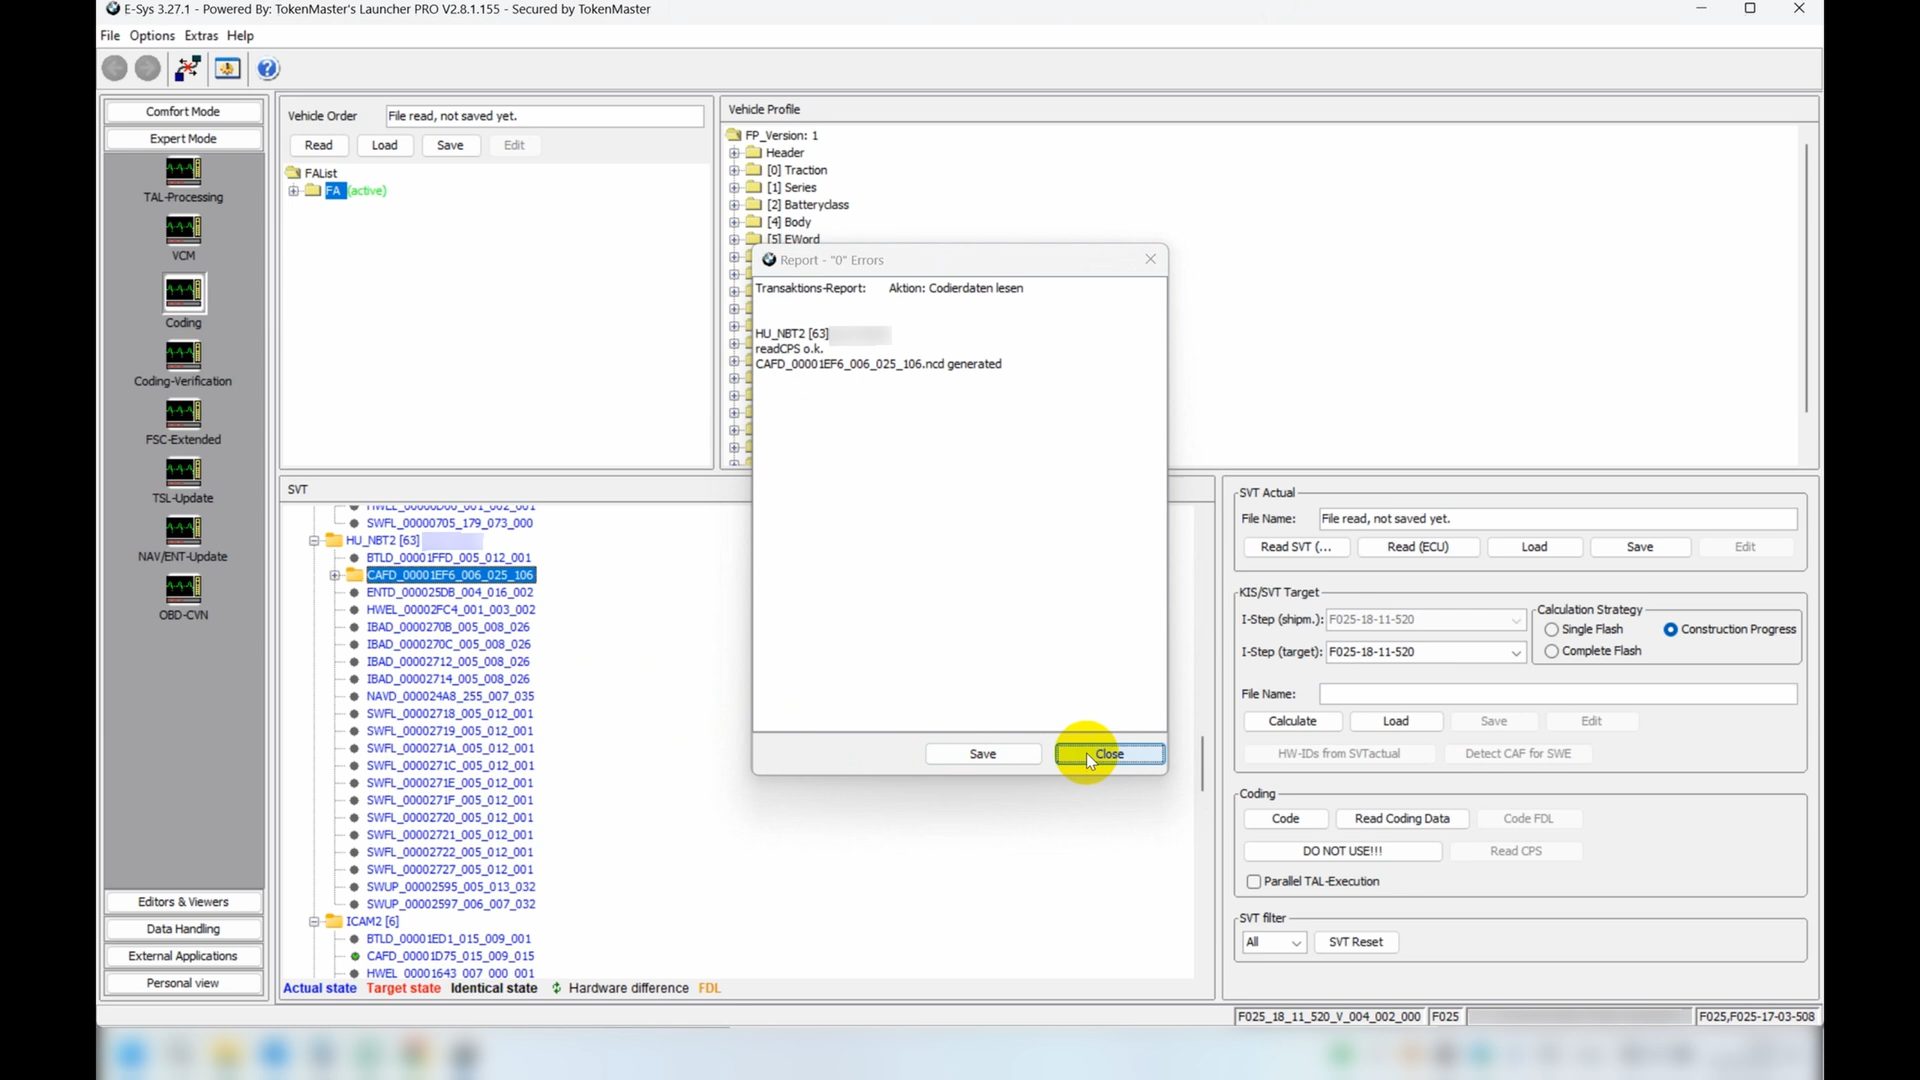 E-Sys 3.27.1 - Powered By: TokenMaster's Launcher PRO V2.8.1.155 - Secured by TokenMaster
File Options Extras Help
Comfort Mode
Expert Mode
TAL-Processing
VCM
Coding
Coding-Verification
FSC-Extended
TSL-Update
NAV/ENT-Update
OBD-CVN
Editors & Viewers
Data Handling
External Applications
Personal view
Vehicle Order File read, not saved yet.
Read Load Save Edit
FAList
FA (active)
Vehicle Profile
FP_Version: 1
Header
[0] Traction
[1] Series
[2] Batteryclass
[4] Body
[5] EWord
Report - "0" Errors
Transaktions-Report: Aktion: Codierdaten lesen
HU_NBT2 [63]
readCPS o.k.
CAFD_00001EF6_006_025_106.ncd generated
Save Close
SVT
HWEL_00000D00_001_002_001
SWFL_00000705_179_073_000
HU_NBT2 [63]
BTLD_00001FFD_005_012_001
CAFD_00001EF6_006_025_106
ENTD_000025DB_004_016_002
HWEL_00002FC4_001_003_002
IBAD_0000270B_005_008_026
IBAD_0000270C_005_008_026
IBAD_00002712_005_008_026
IBAD_00002714_005_008_026
NAVD_000024A8_255_007_035
SWFL_00002718_005_012_001
SWFL_00002719_005_012_001
SWFL_0000271A_005_012_001
SWFL_0000271C_005_012_001
SWFL_0000271E_005_012_001
SWFL_0000271F_005_012_001
SWFL_00002720_005_012_001
SWFL_00002721_005_012_001
SWFL_00002722_005_012_001
SWFL_00002727_005_012_001
SWUP_00002595_005_013_032
SWUP_00002597_006_007_032
ICAM2 [6]
BTLD_00001ED1_015_009_001
CAFD_00001D75_015_009_015
HWEL_00001643_007_000_001
Actual state Target state Identical state Hardware difference FDL
SVT Actual
File Name: File read, not saved yet.
Read SVT (... Read (ECU) Load Save Edit
KIS/SVT Target
I-Step (shipm.): F025-18-11-520
I-Step (target): F025-18-11-520
Calculation Strategy
Single Flash Construction Progress
Complete Flash
File Name:
Calculate Load Save Edit
HW-IDs from SVTactual Detect CAF for SWE
Coding
Code Read Coding Data Code FDL
DO NOT USE!!! Read CPS
Parallel TAL-Execution
SVT filter
All SVT Reset
F025_18_11_520_V_004_002_000 F025 F025,F025-17-03-508